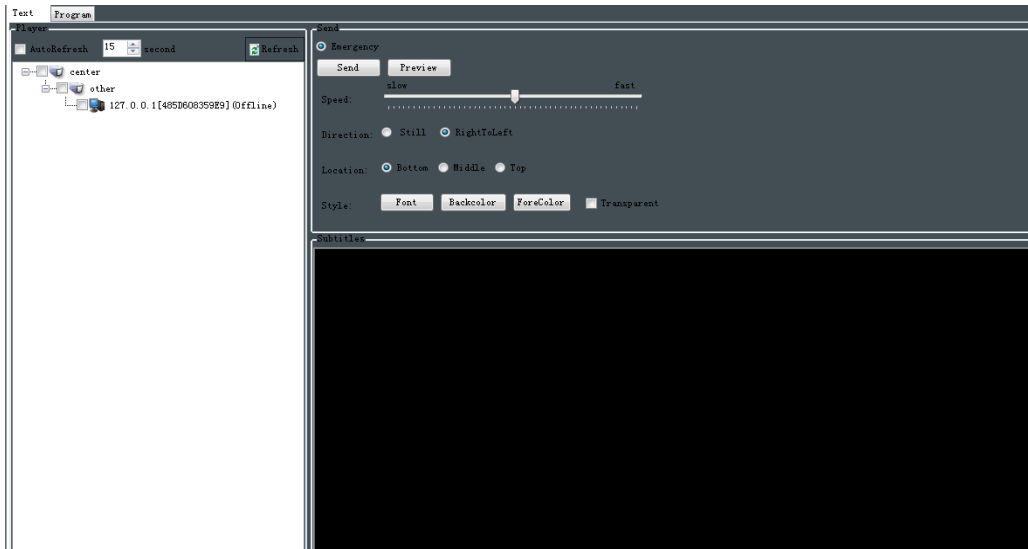 Text Program
Player
AutoRefresh 15 second Refresh
center
other
127.0.0.1[485D608359E9](Offline)
Send
Emergency
Send Preview
slow fast
Speed:
Direction: Still RightToLeft
Location: Bottom Middle Top
Style: Font Backcolor ForeColor Transparent
Subtitles